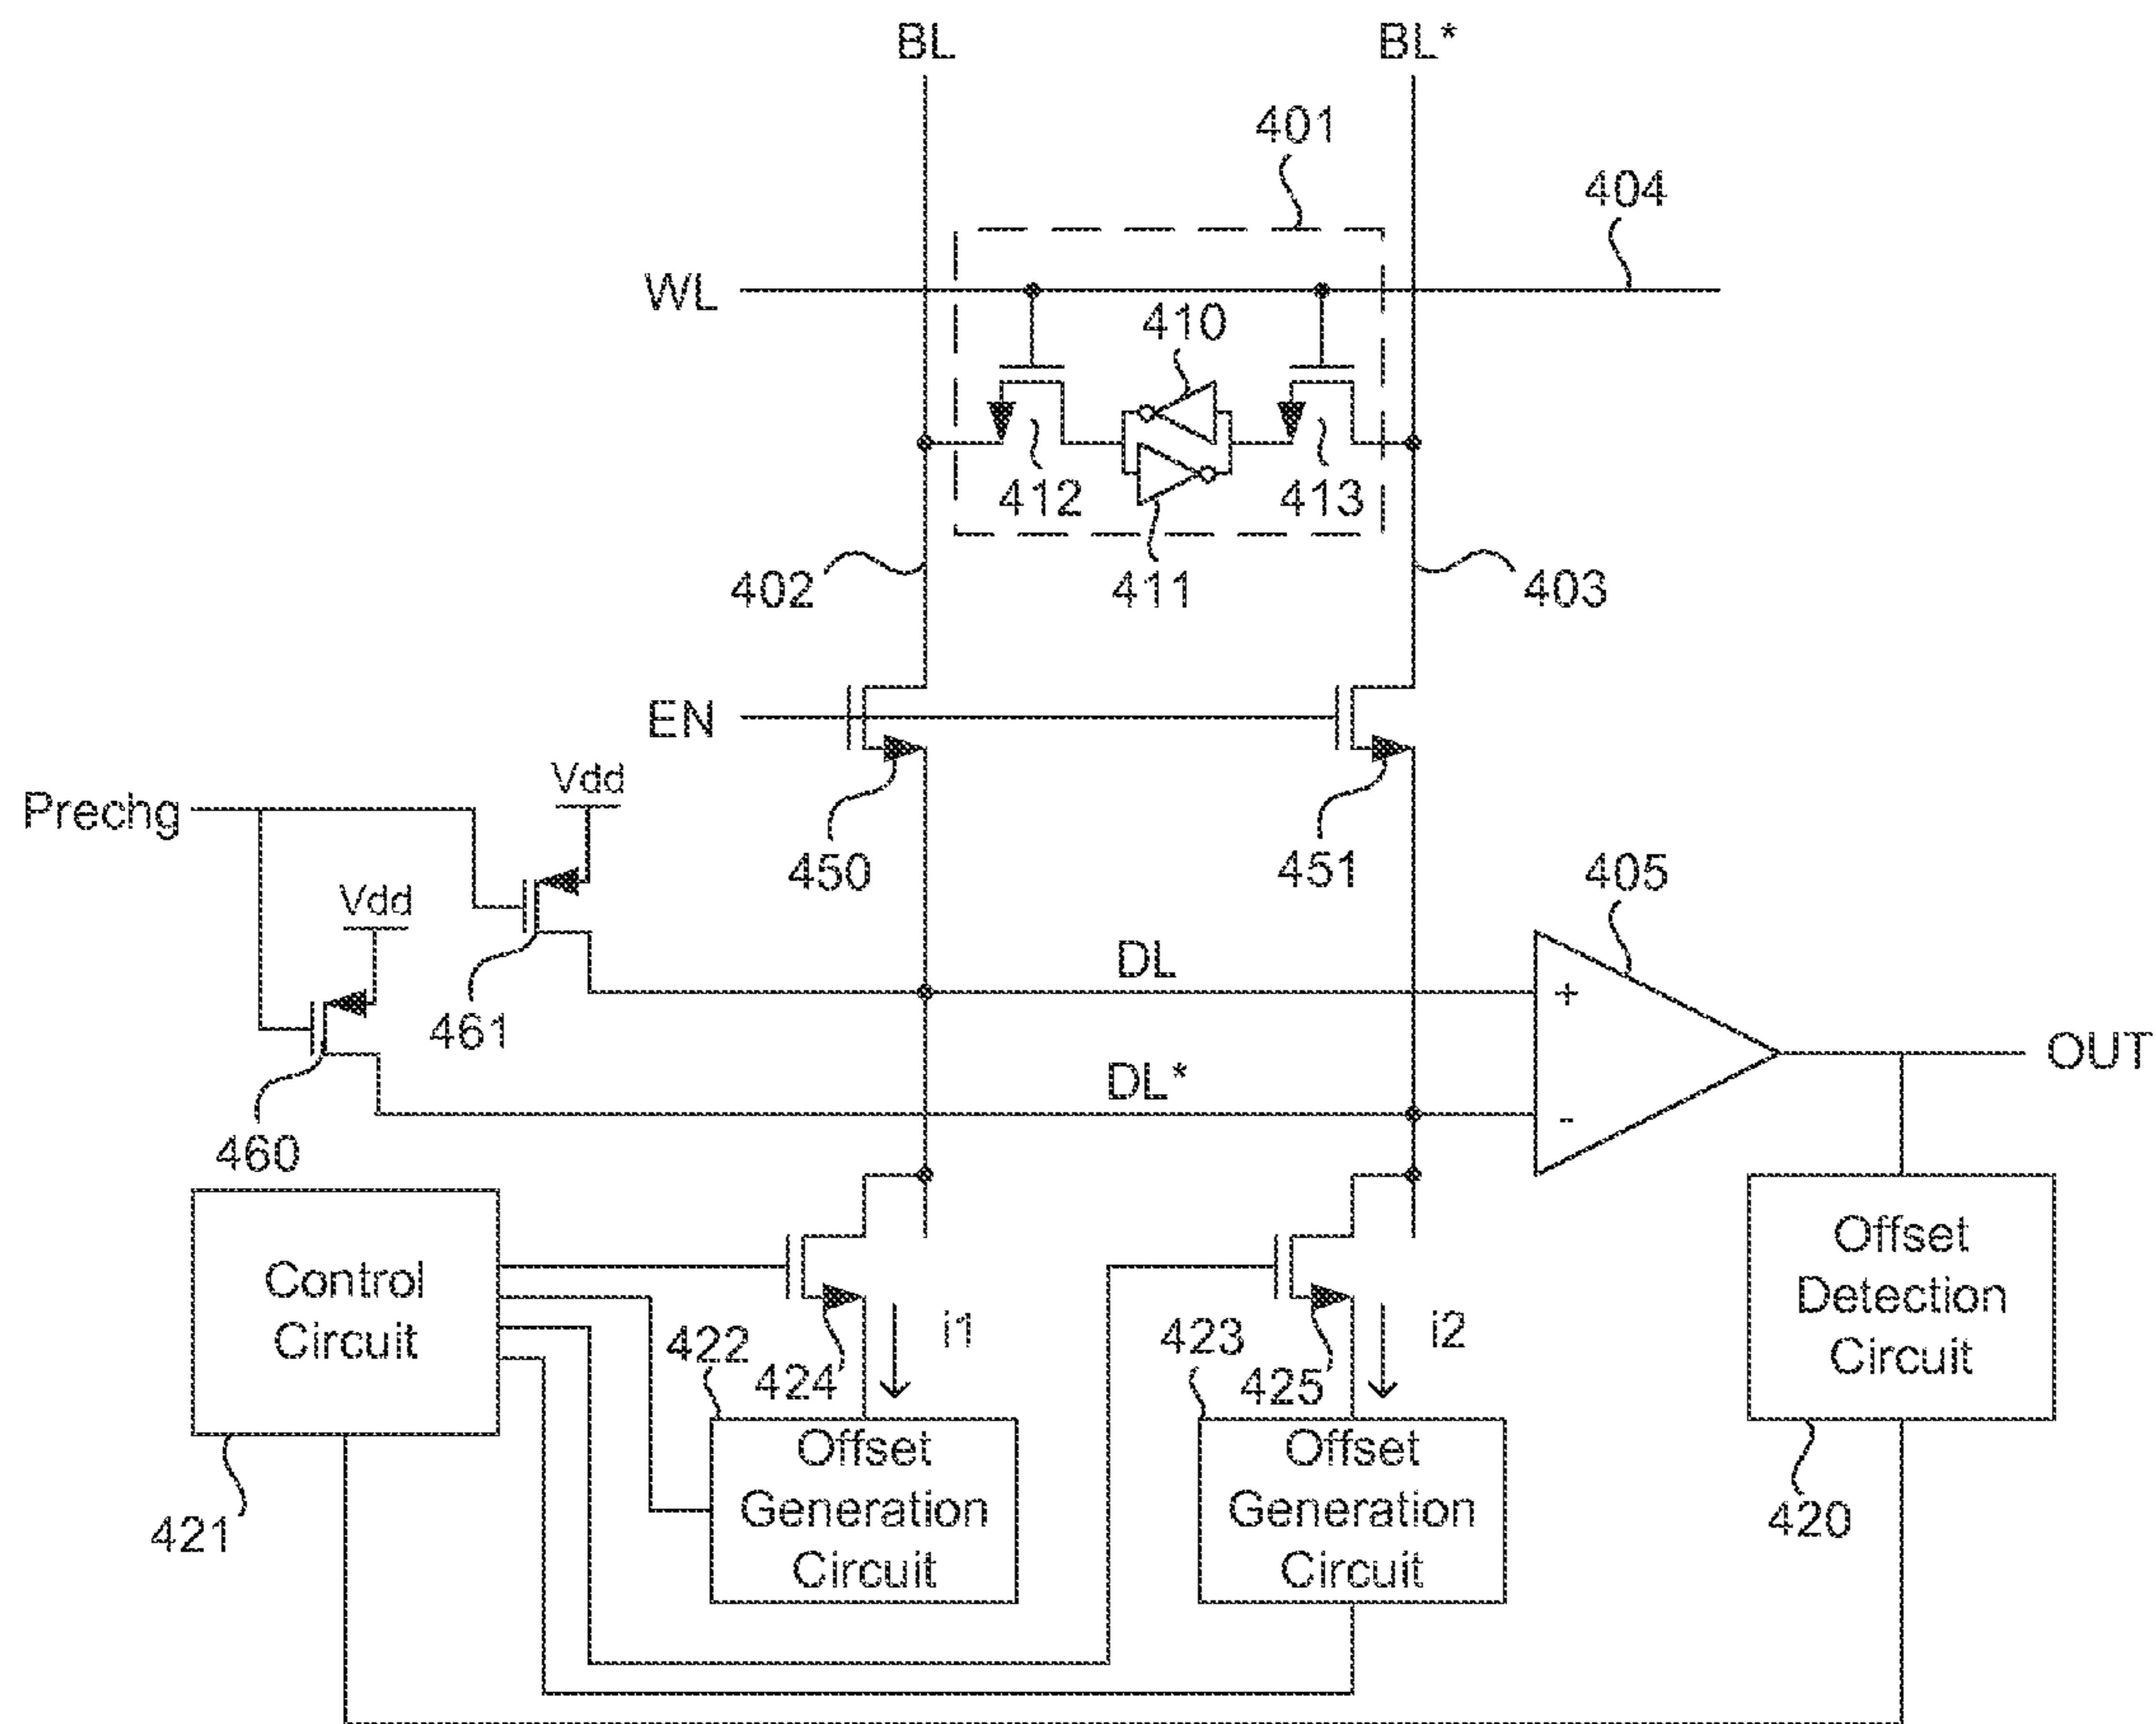 BL
BL*
401
404
WL
410
412
413
402
411
403
EN
Vdd
Prechg
450
451
405
Vdd
DL
461
OUT
DL*
460
+
-
Control
Circuit
Offset
Detection
Circuit
i1
i2
422
424
423
425
Offset
Generation
Circuit
Offset
Generation
Circuit
421
420